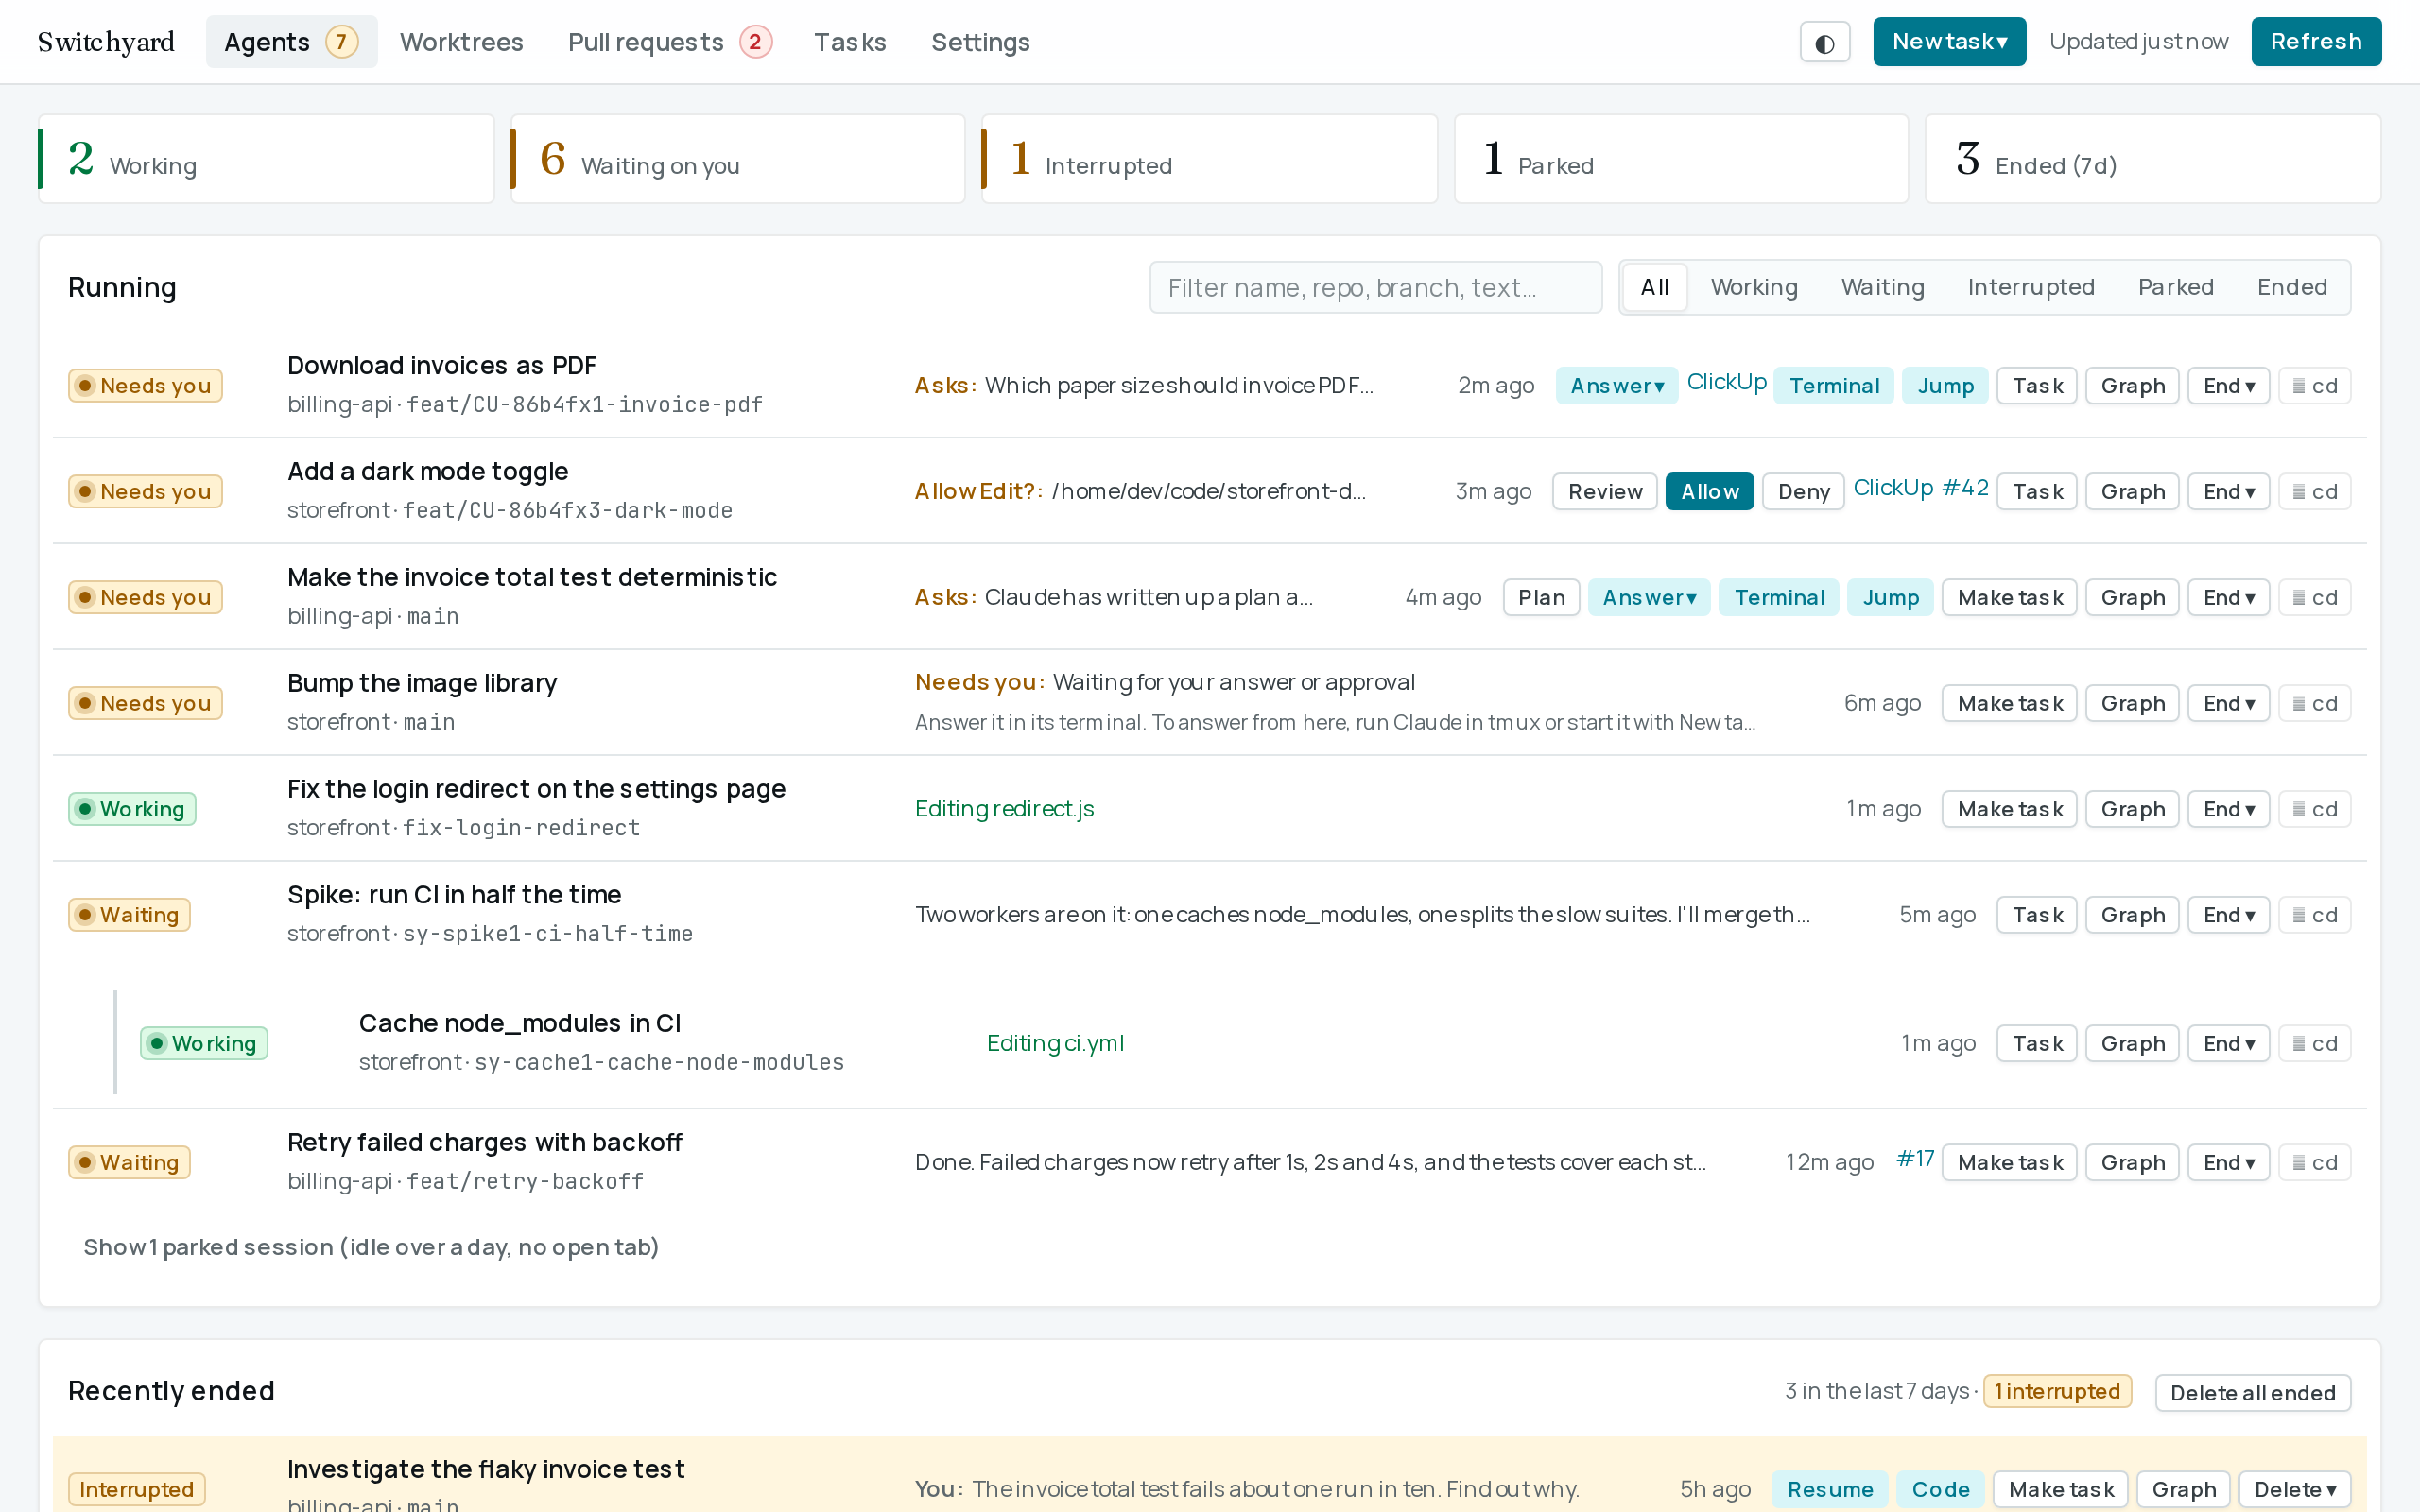 Switchyard Agents 7 Worktrees Pull requests 2 Tasks Settings ◐ New task ▾ Updated just now Refresh
2 Working 6 Waiting on you 1 Interrupted 1 Parked 3 Ended (7d)
Running Filter name, repo, branch, text… All Working Waiting Interrupted Parked Ended
Needs you Download invoices as PDF Asks: Which paper size should invoice PDF… 2m ago Answer ▾ ClickUp Terminal Jump Task Graph End ▾ cd
billing-api · feat/CU-86b4fx1-invoice-pdf
Needs you Add a dark mode toggle Allow Edit?: /home/dev/code/storefront-d… 3m ago Review Allow Deny ClickUp #42 Task Graph End ▾ cd
storefront · feat/CU-86b4fx3-dark-mode
Needs you Make the invoice total test deterministic Asks: Claude has written up a plan a… 4m ago Plan Answer ▾ Terminal Jump Make task Graph End ▾ cd
billing-api · main
Needs you Bump the image library Needs you: Waiting for your answer or approval 6m ago Make task Graph End ▾ cd
storefront · main Answer it in its terminal. To answer from here, run Claude in tmux or start it with New ta…
Working Fix the login redirect on the settings page Editing redirect.js 1m ago Make task Graph End ▾ cd
storefront · fix-login-redirect
Waiting Spike: run CI in half the time Two workers are on it: one caches node_modules, one splits the slow suites. I'll merge th… 5m ago Task Graph End ▾ cd
storefront · sy-spike1-ci-half-time
Working Cache node_modules in CI Editing ci.yml 1m ago Task Graph End ▾ cd
storefront · sy-cache1-cache-node-modules
Waiting Retry failed charges with backoff Done. Failed charges now retry after 1s, 2s and 4s, and the tests cover each st… 12m ago #17 Make task Graph End ▾ cd
billing-api · feat/retry-backoff
Show 1 parked session (idle over a day, no open tab)
Recently ended 3 in the last 7 days · 1 interrupted Delete all ended
Interrupted Investigate the flaky invoice test You: The invoice total test fails about one run in ten. Find out why. 5h ago Resume Code Make task Graph Delete ▾
billing-api · main